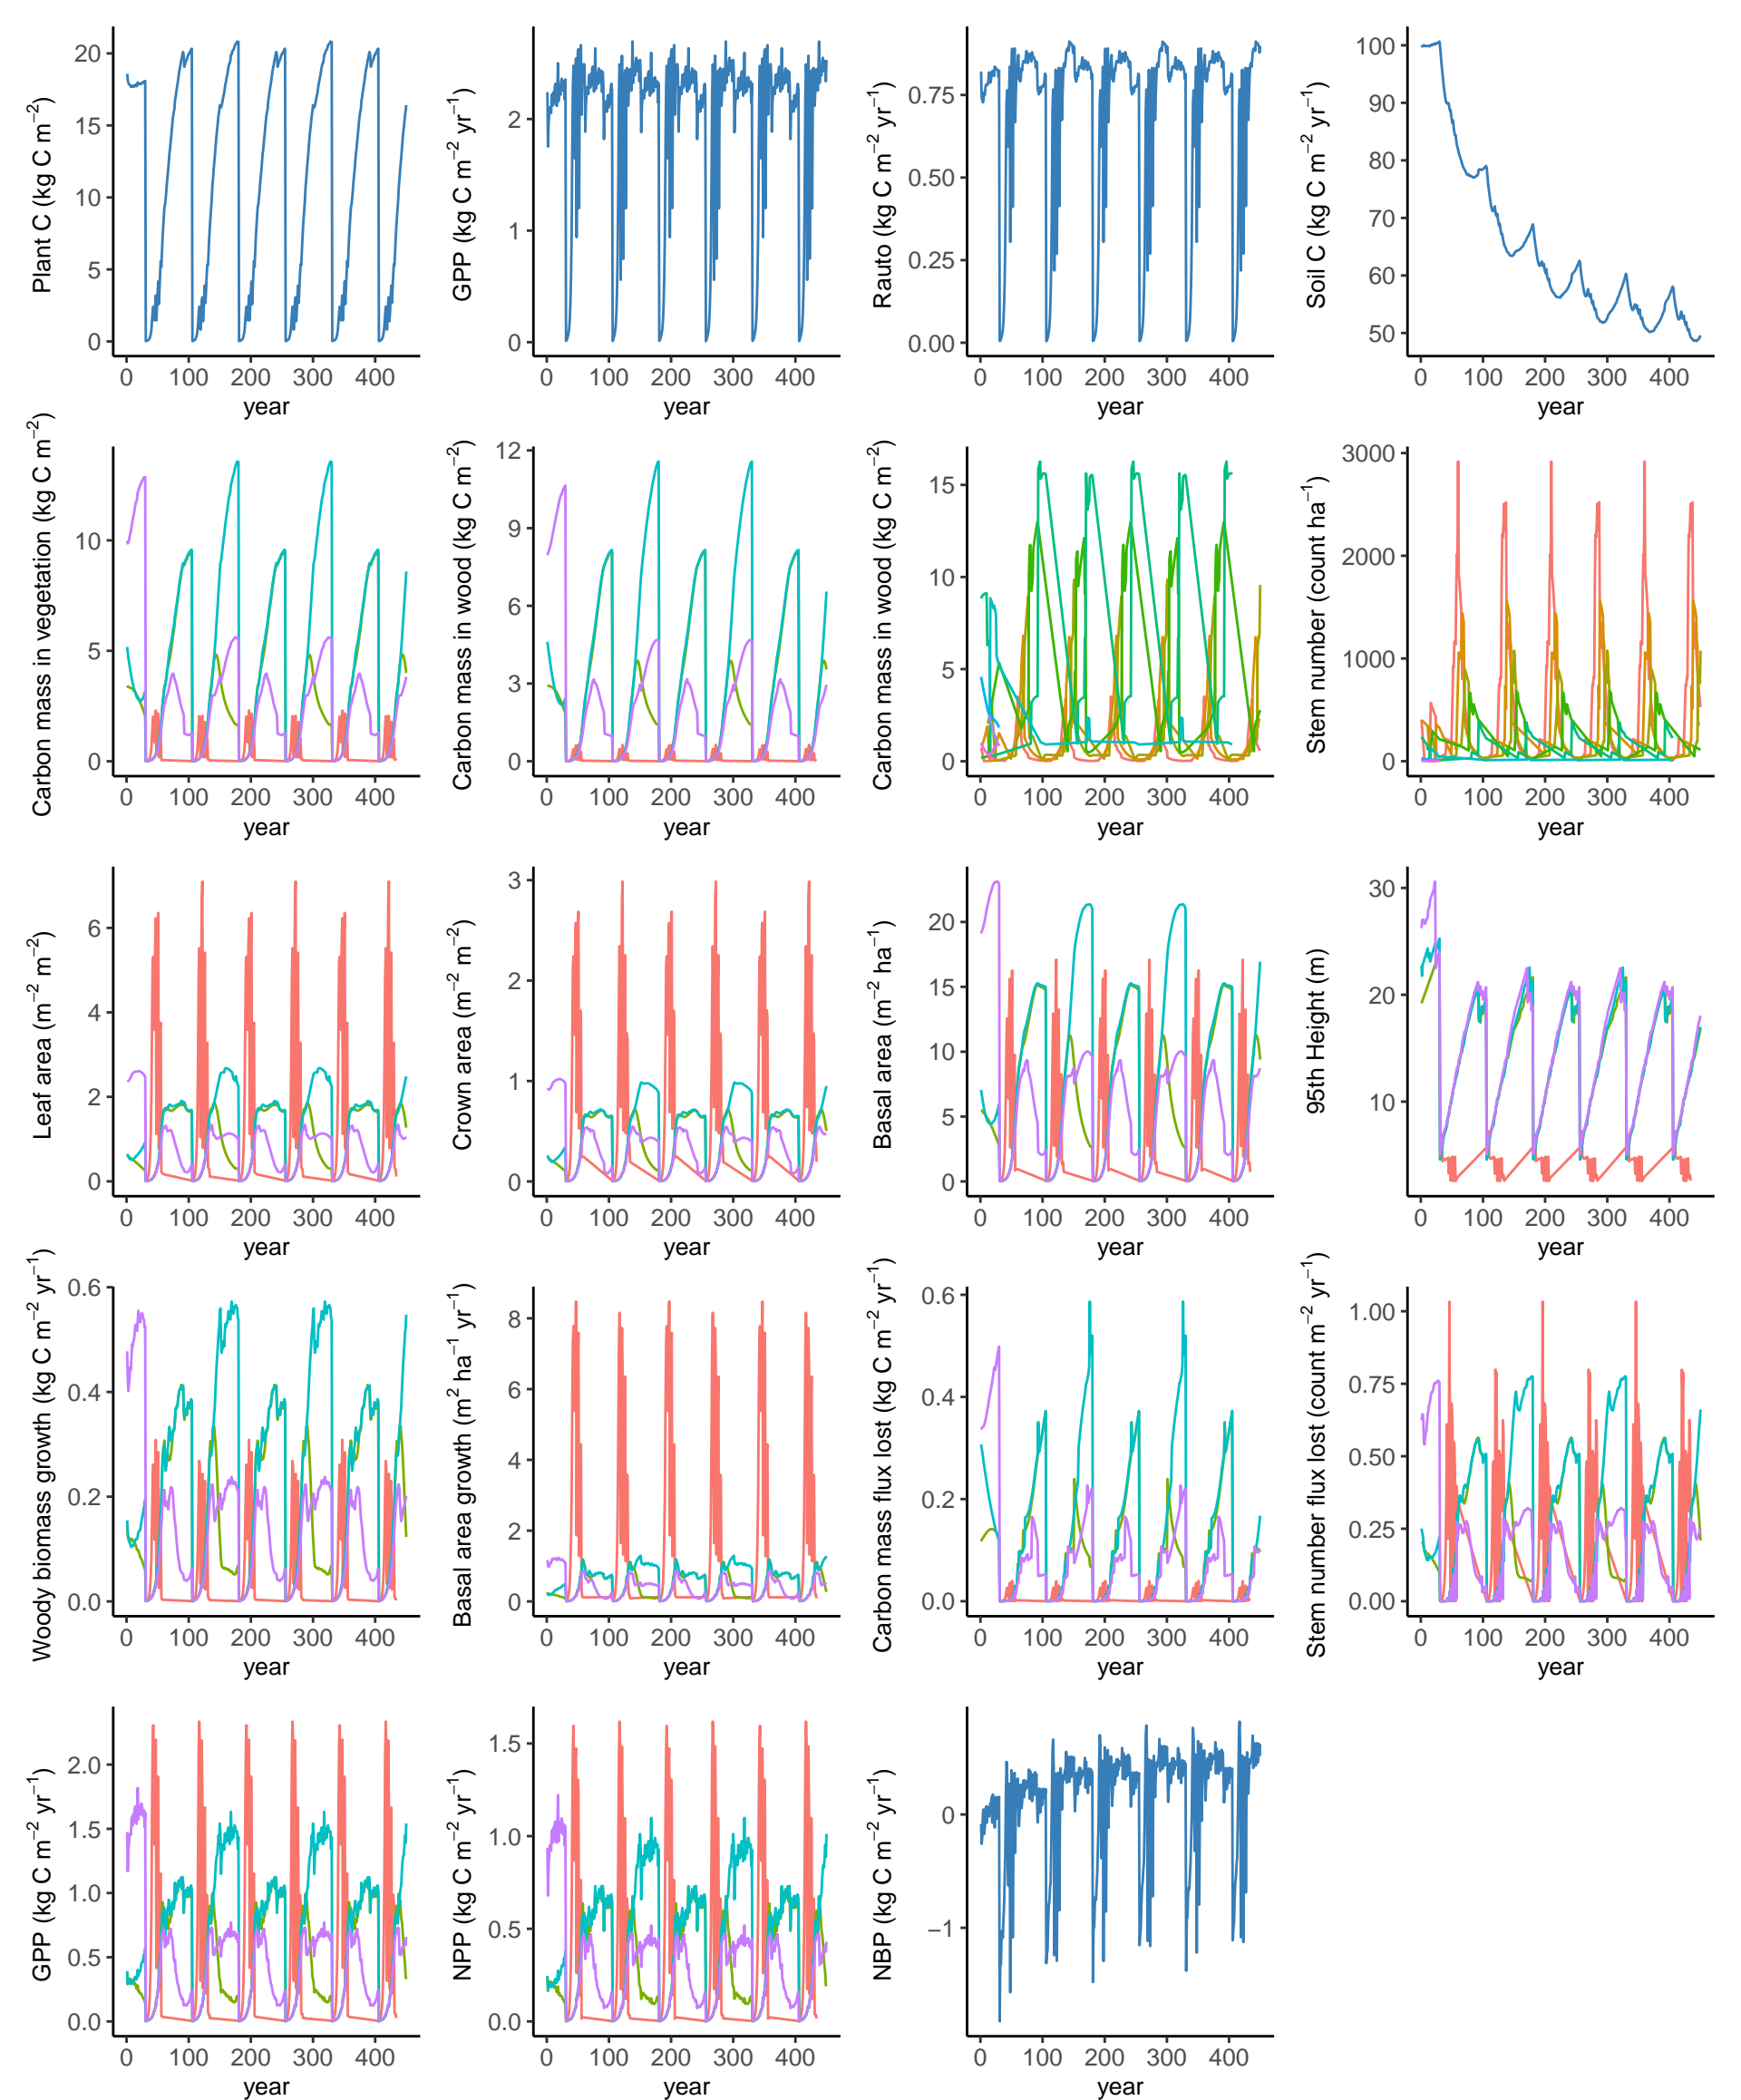 Plant C (kg C m−2)
20
15
10
5
0
0 100 200 300 400
year
GPP (kg C m−2 yr−1)
2
1
0
0 100 200 300 400
year
Rauto (kg C m−2 yr−1)
0.75
0.50
0.25
0.00
0 100 200 300 400
year
Soil C (kg C m−2)
100
90
80
70
60
50
0 100 200 300 400
year
Carbon mass in vegetation (kg C m−2)
10
5
0
0 100 200 300 400
year
Carbon mass in wood (kg C m−2)
12
9
6
3
0
0 100 200 300 400
year
Carbon mass in wood (kg C m−2)
15
10
5
0
0 100 200 300 400
year
Stem number (count ha−1)
3000
2000
1000
0
0 100 200 300 400
year
Leaf area (m−2 m−2)
6
4
2
0
0 100 200 300 400
year
Crown area (m−2 m−2)
3
2
1
0
0 100 200 300 400
year
Basal area (m−2 ha−1)
20
15
10
5
0
0 100 200 300 400
year
95th Height (m)
30
20
10
0 100 200 300 400
year
Woody biomass growth (kg C m−2 yr−1)
0.6
0.4
0.2
0.0
0 100 200 300 400
year
Basal area growth (m2 ha−1 yr−1)
8
6
4
2
0
0 100 200 300 400
year
Carbon mass flux lost (kg C m−2 yr−1)
0.6
0.4
0.2
0.0
0 100 200 300 400
year
Stem number flux lost (count m−2 yr−1)
1.00
0.75
0.50
0.25
0.00
0 100 200 300 400
year
GPP (kg C m−2 yr−1)
2.0
1.5
1.0
0.5
0.0
0 100 200 300 400
year
NPP (kg C m−2 yr−1)
1.5
1.0
0.5
0.0
0 100 200 300 400
year
NBP (kg C m−2 yr−1)
0
−1
0 100 200 300 400
year